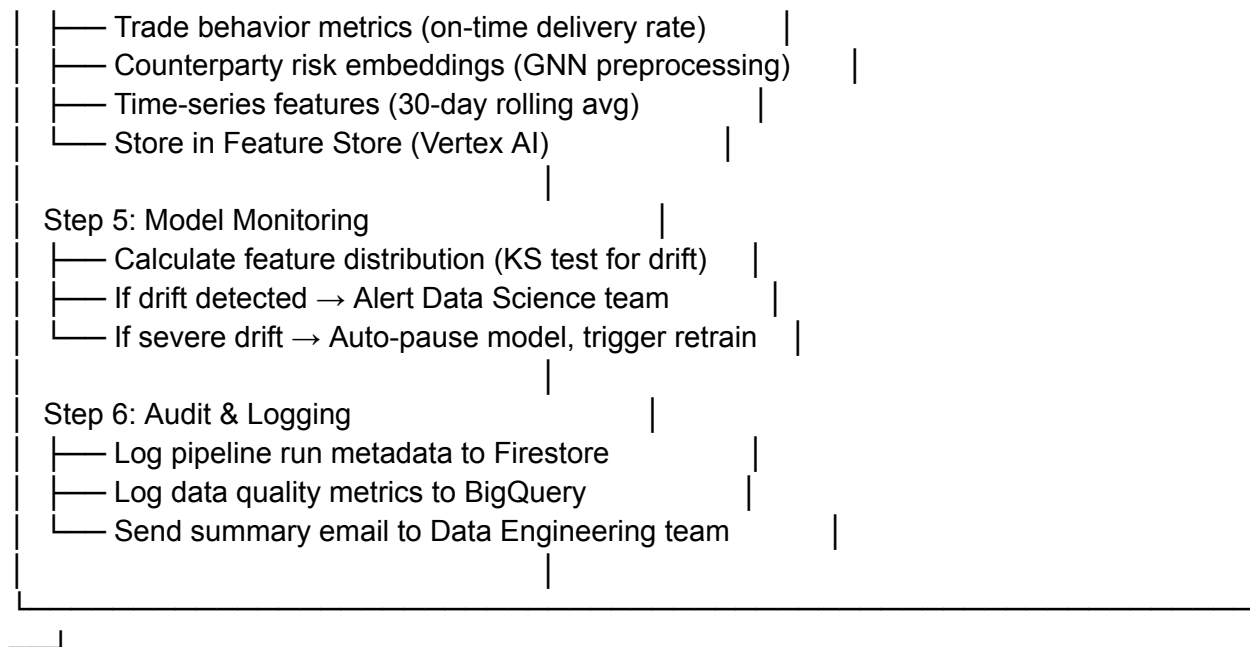 │ ├── Trade behavior metrics (on-time delivery rate) │
│ ├── Counterparty risk embeddings (GNN preprocessing) │
│ ├── Time-series features (30-day rolling avg) │
│ └── Store in Feature Store (Vertex AI) │
│ │
│ Step 5: Model Monitoring │
│ ├── Calculate feature distribution (KS test for drift) │
│ ├── If drift detected → Alert Data Science team │
│ └── If severe drift → Auto-pause model, trigger retrain │
│ │
│ Step 6: Audit & Logging │
│ ├── Log pipeline run metadata to Firestore │
│ ├── Log data quality metrics to BigQuery │
│ └── Send summary email to Data Engineering team │
│ │
└──────────────────────────────────────────────────────────
──┘